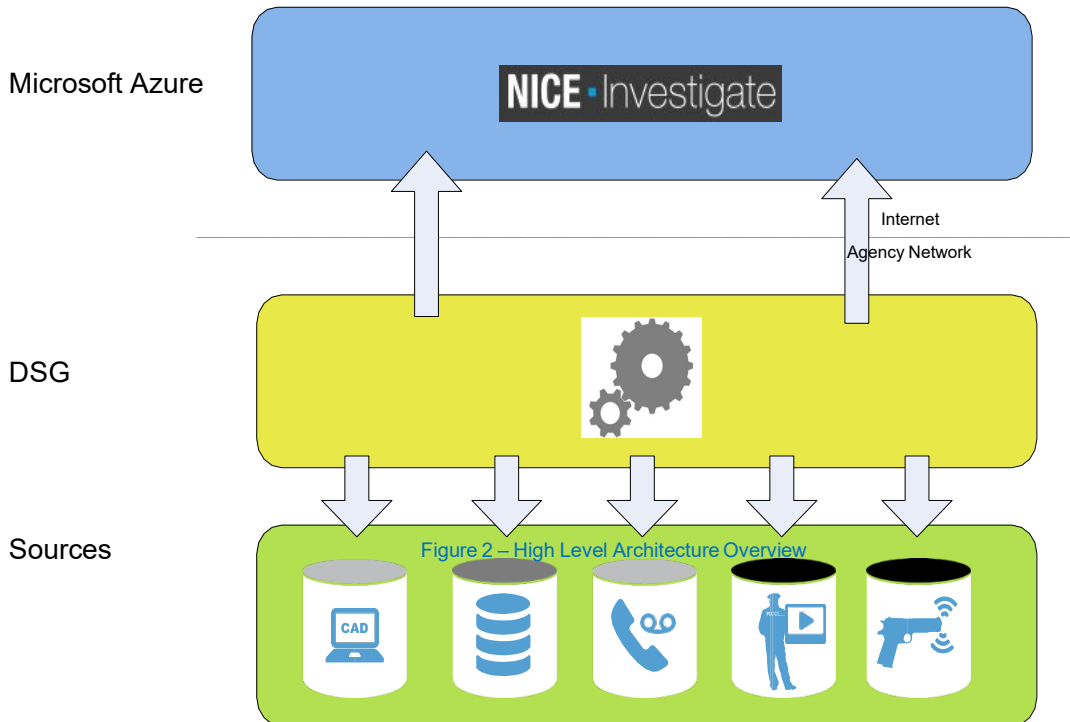 Microsoft Azure
NICE Investigate
Internet
Agency Network
DSG
Sources
Figure 2 – High Level Architecture Overview
CAD